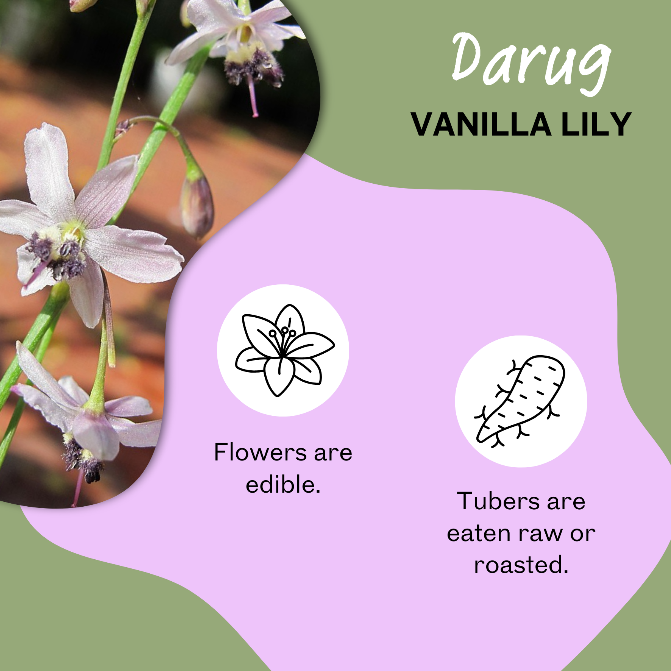 Darug
VANILLA LILY
Flowers are
edible.
Tubers are
eaten raw or
roasted.